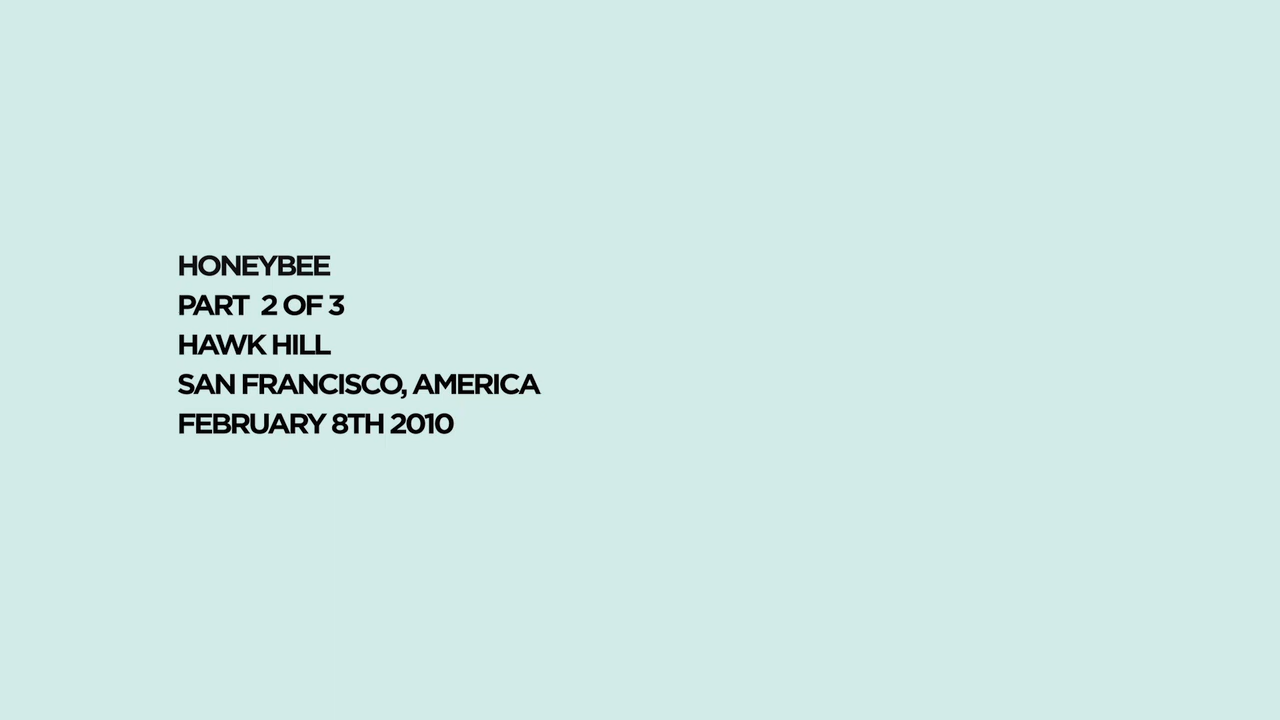 HONEYBEE
PART 2 OF 3
HAWK HILL
SAN FRANCISCO, AMERICA
FEBRUARY 8TH 2010